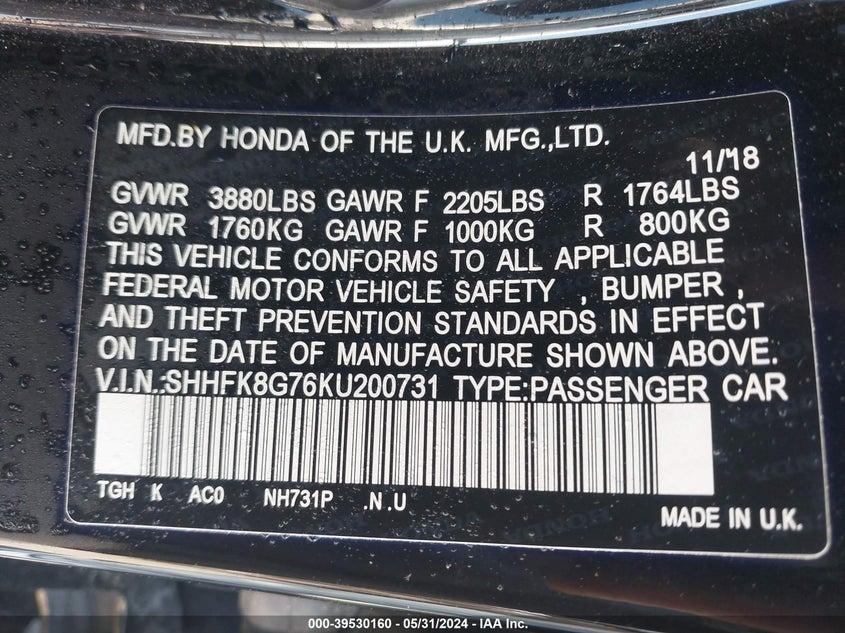 MFD.BY HONDA OF THE U.K. MFG.,LTD.
11/18
GVWR 3880LBS GAWR F 2205LBS R 1764LBS
GVWR 1760KG GAWR F 1000KG R 800KG
THIS VEHICLE CONFORMS TO ALL APPLICABLE
FEDERAL MOTOR VEHICLE SAFETY , BUMPER ,
AND THEFT PREVENTION STANDARDS IN EFFECT
ON THE DATE OF MANUFACTURE SHOWN ABOVE.
V.I.N.:SHHFK8G76KU200731 TYPE:PASSENGER CAR
TGH K AC0 NH731P .N .U
MADE IN U.K.
000-39530160 - 05/31/2024 - IAA Inc.